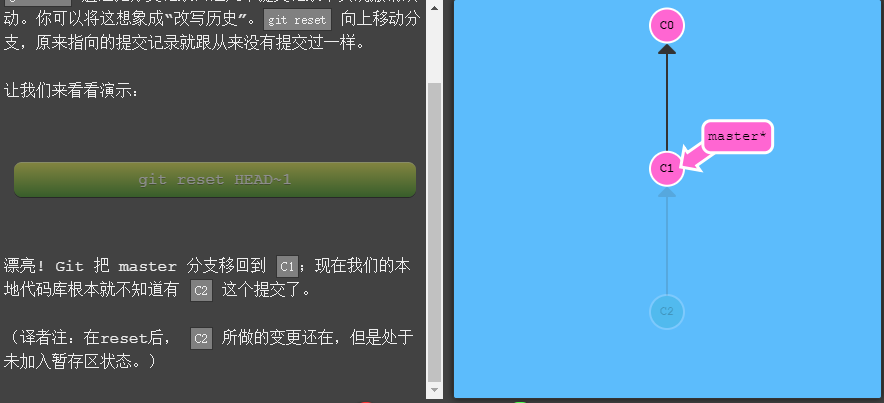 动。你可以将这想象成“改写历史”。git reset 向上移动分
支，原来指向的提交记录就跟从来没有提交过一样。
让我们来看看演示：
git reset HEAD~1
漂亮! Git 把 master 分支移回到 C1；现在我们的本
地代码库根本就不知道有 C2 这个提交了。
（译者注：在reset后， C2 所做的变更还在，但是处于
未加入暂存区状态。）
C0
master*
C1
C2